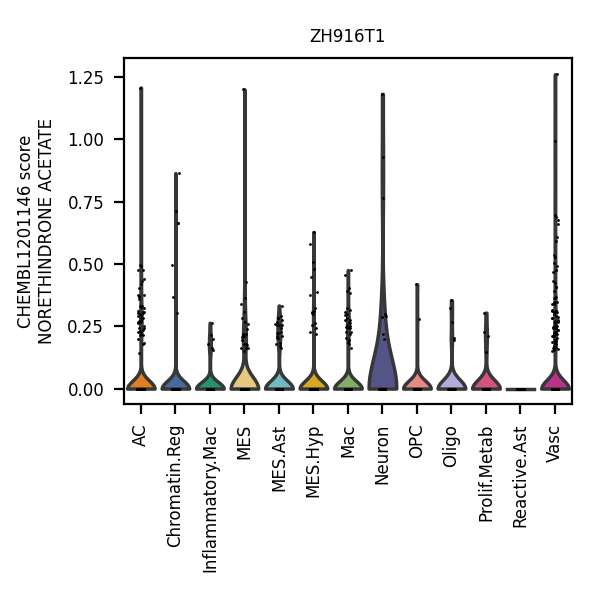 ZH916T1
CHEMBL1201146 score
NORETHINDRONE ACETATE
1.25
1.00
0.75
0.50
0.25
0.00
AC
Chromatin.Reg
Inflammatory.Mac
MES
MES.Ast
MES.Hyp
Mac
Neuron
OPC
Oligo
Prolif.Metab
Reactive.Ast
Vasc